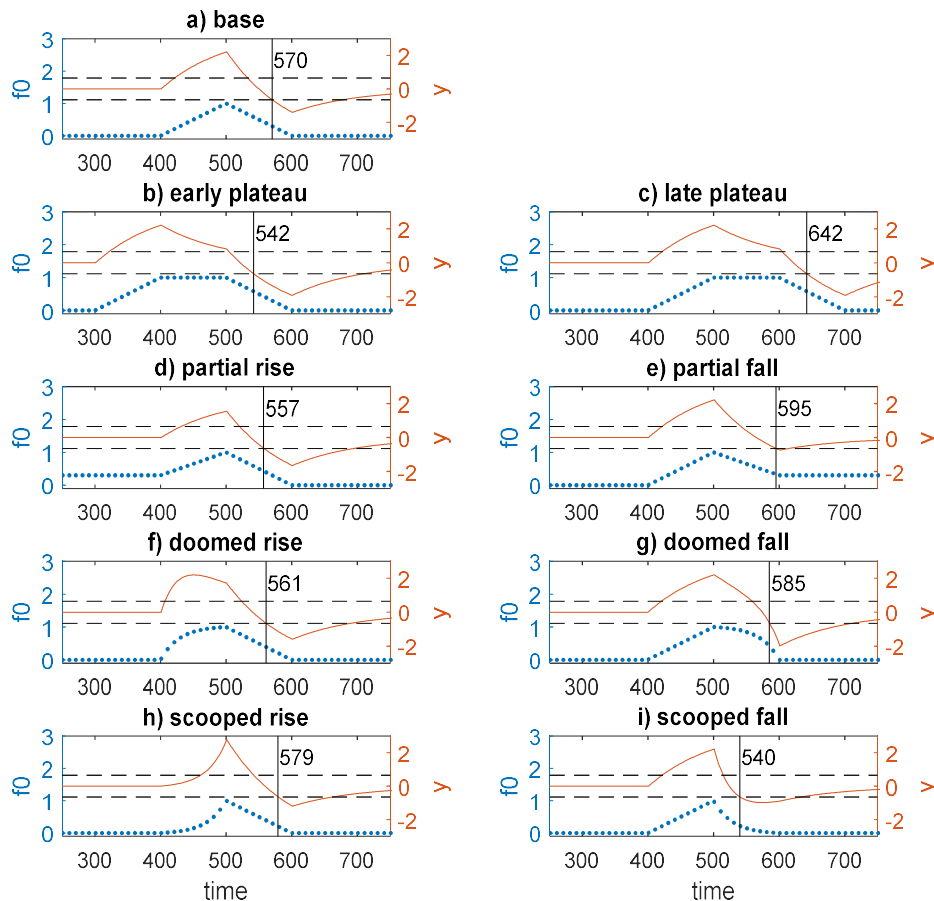 a) base
3
2
1
0
f0
570
2
0
-2
y
300 400 500 600 700
b) early plateau
3
2
1
0
f0
542
2
0
-2
y
300 400 500 600 700
c) late plateau
3
2
1
0
f0
642
2
0
-2
y
300 400 500 600 700
d) partial rise
3
2
1
0
f0
557
2
0
-2
y
300 400 500 600 700
e) partial fall
3
2
1
0
f0
595
2
0
-2
y
300 400 500 600 700
f) doomed rise
3
2
1
0
f0
561
2
0
-2
y
300 400 500 600 700
g) doomed fall
3
2
1
0
f0
585
2
0
-2
y
300 400 500 600 700
h) scooped rise
3
2
1
0
f0
579
2
0
-2
y
300 400 500 600 700
time
i) scooped fall
3
2
1
0
f0
540
2
0
-2
y
300 400 500 600 700
time